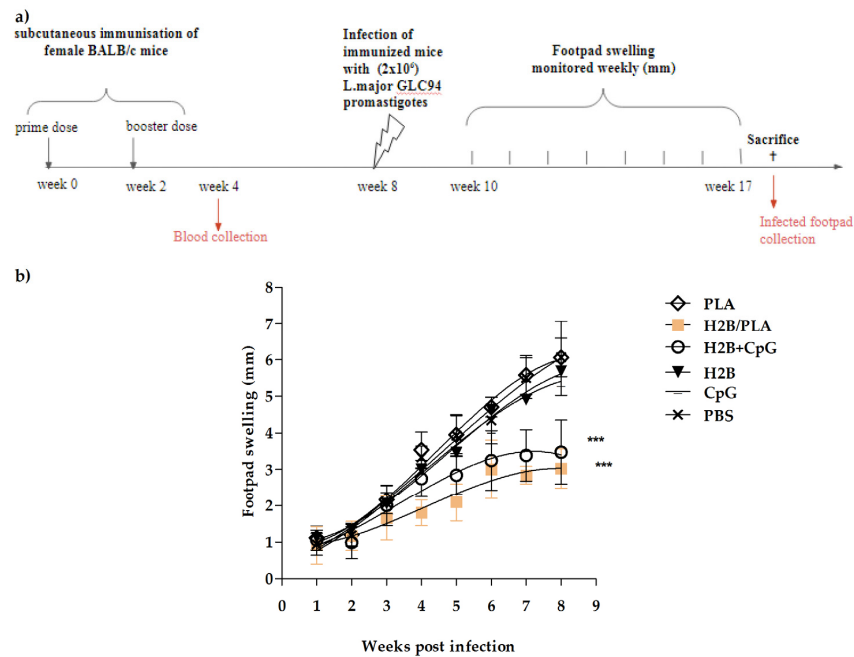 a)
subcutaneous immunisation of
female BALB/c mice
prime dose
booster dose
week 0
week 2
week 4
Blood collection
Infection of
immunized mice
with (2x10⁶)
L.major GLC94
promastigotes
week 8
Footpad swelling
monitored weekly (mm)
week 10
week 17
Sacrifice
Infected footpad
collection
b)
Footpad swelling (mm)
8
7
6
5
4
3
2
1
0
0 1 2 3 4 5 6 7 8 9
Weeks post infection
***
***
PLA
H2B/PLA
H2B+CpG
H2B
CpG
PBS